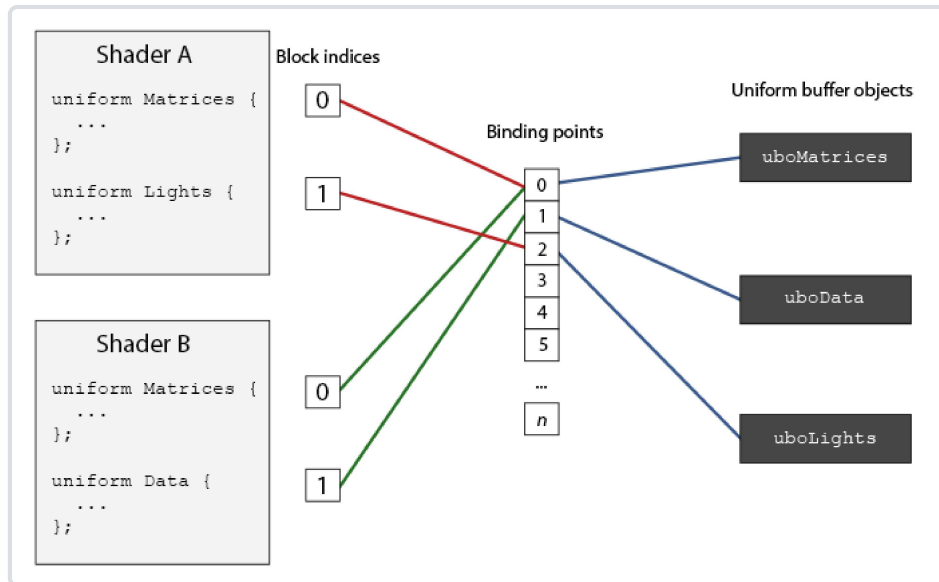 Shader A
uniform Matrices {
...
};
uniform Lights {
...
};
Shader B
uniform Matrices {
...
};
uniform Data {
...
};
Block indices
0
1
0
1
Binding points
0
1
2
3
4
5
...
n
Uniform buffer objects
uboMatrices
uboData
uboLights